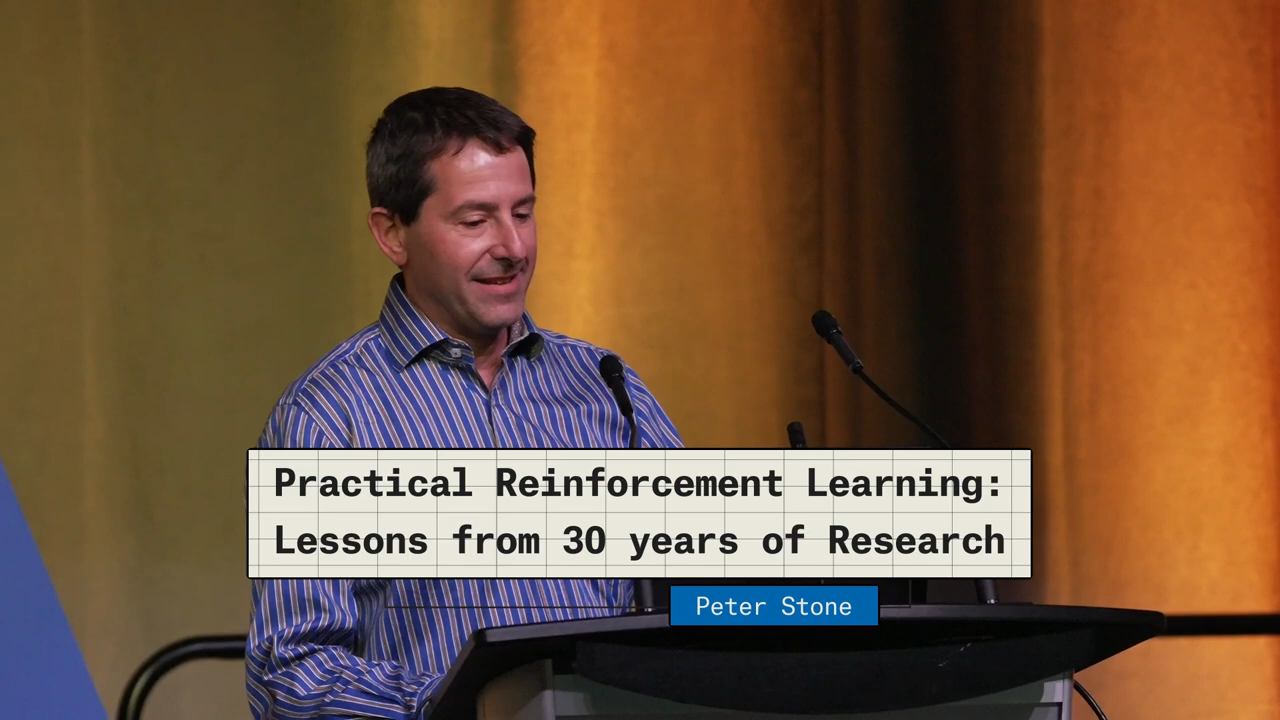 Practical Reinforcement Learning:
Lessons from 30 years of Research
Peter Stone